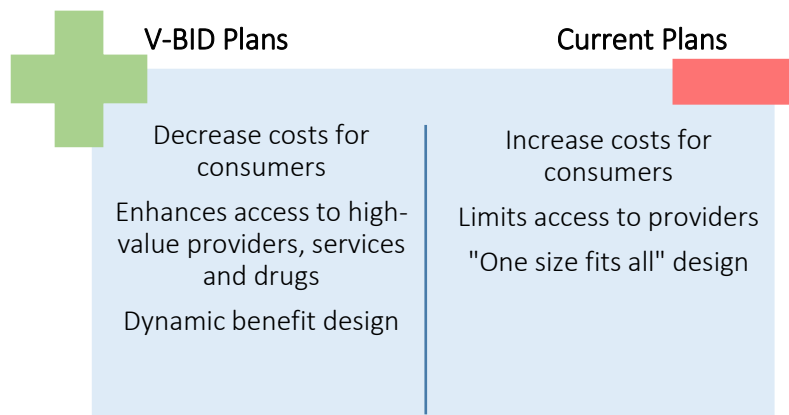 V-BID Plans
Current Plans
Decrease costs for
consumers
Enhances access to high-
value providers, services
and drugs
Dynamic benefit design
Increase costs for
consumers
Limits access to providers
"One size fits all" design